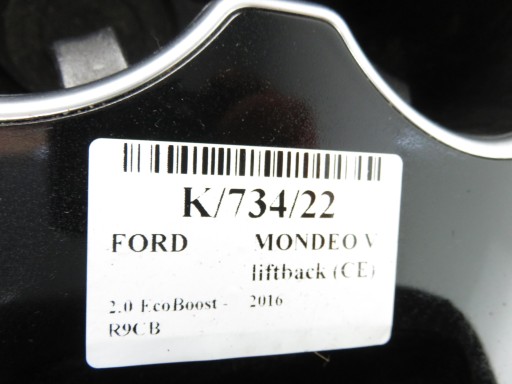 K/734/22
FORD MONDEO V
liftback (CE)
2.0 EcoBoost - 2016
R9CB